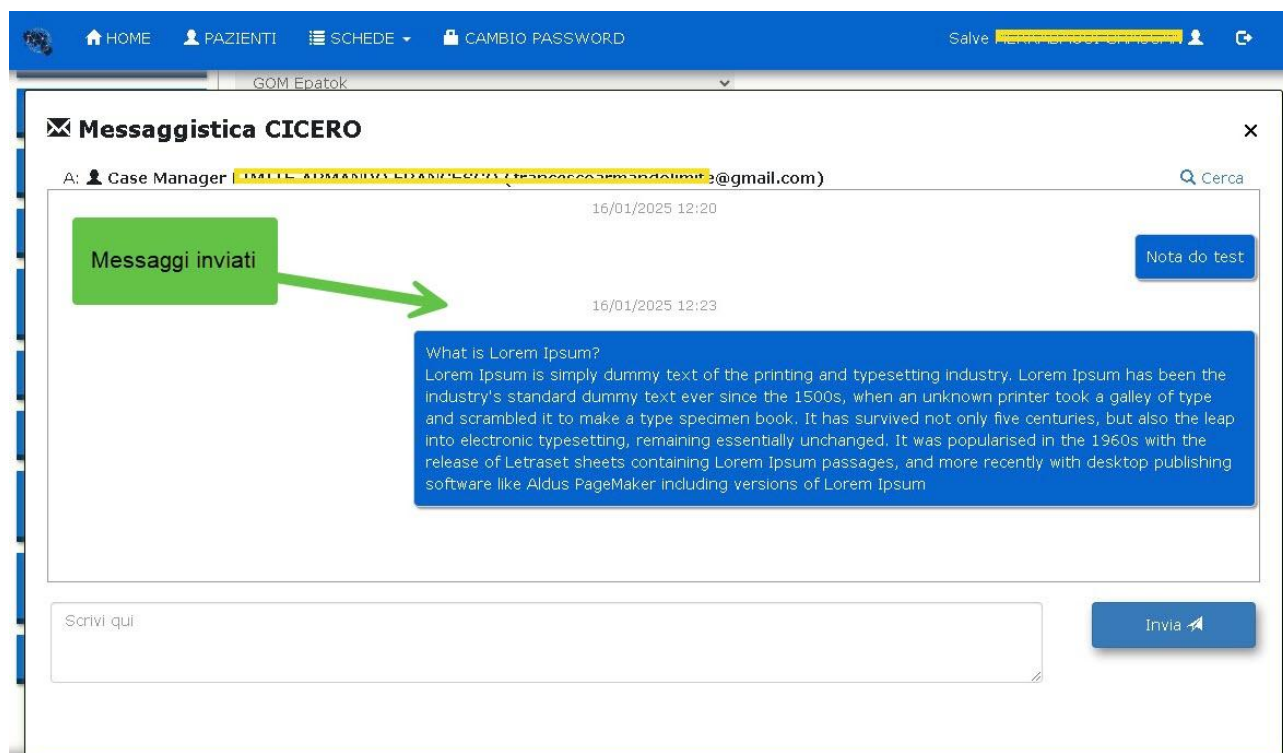 HOME PAZIENTI SCHEDE CAMBIO PASSWORD Salve
GOM Epatok
Messaggistica CICERO
A: Case Manager @gmail.com) Cerca
16/01/2025 12:20
Nota do test
Messaggi inviati
16/01/2025 12:23
What is Lorem Ipsum?
Lorem Ipsum is simply dummy text of the printing and typesetting industry. Lorem Ipsum has been the
industry's standard dummy text ever since the 1500s, when an unknown printer took a galley of type
and scrambled it to make a type specimen book. It has survived not only five centuries, but also the leap
into electronic typesetting, remaining essentially unchanged. It was popularised in the 1960s with the
release of Letraset sheets containing Lorem Ipsum passages, and more recently with desktop publishing
software like Aldus PageMaker including versions of Lorem Ipsum
Scrivi qui
Invia